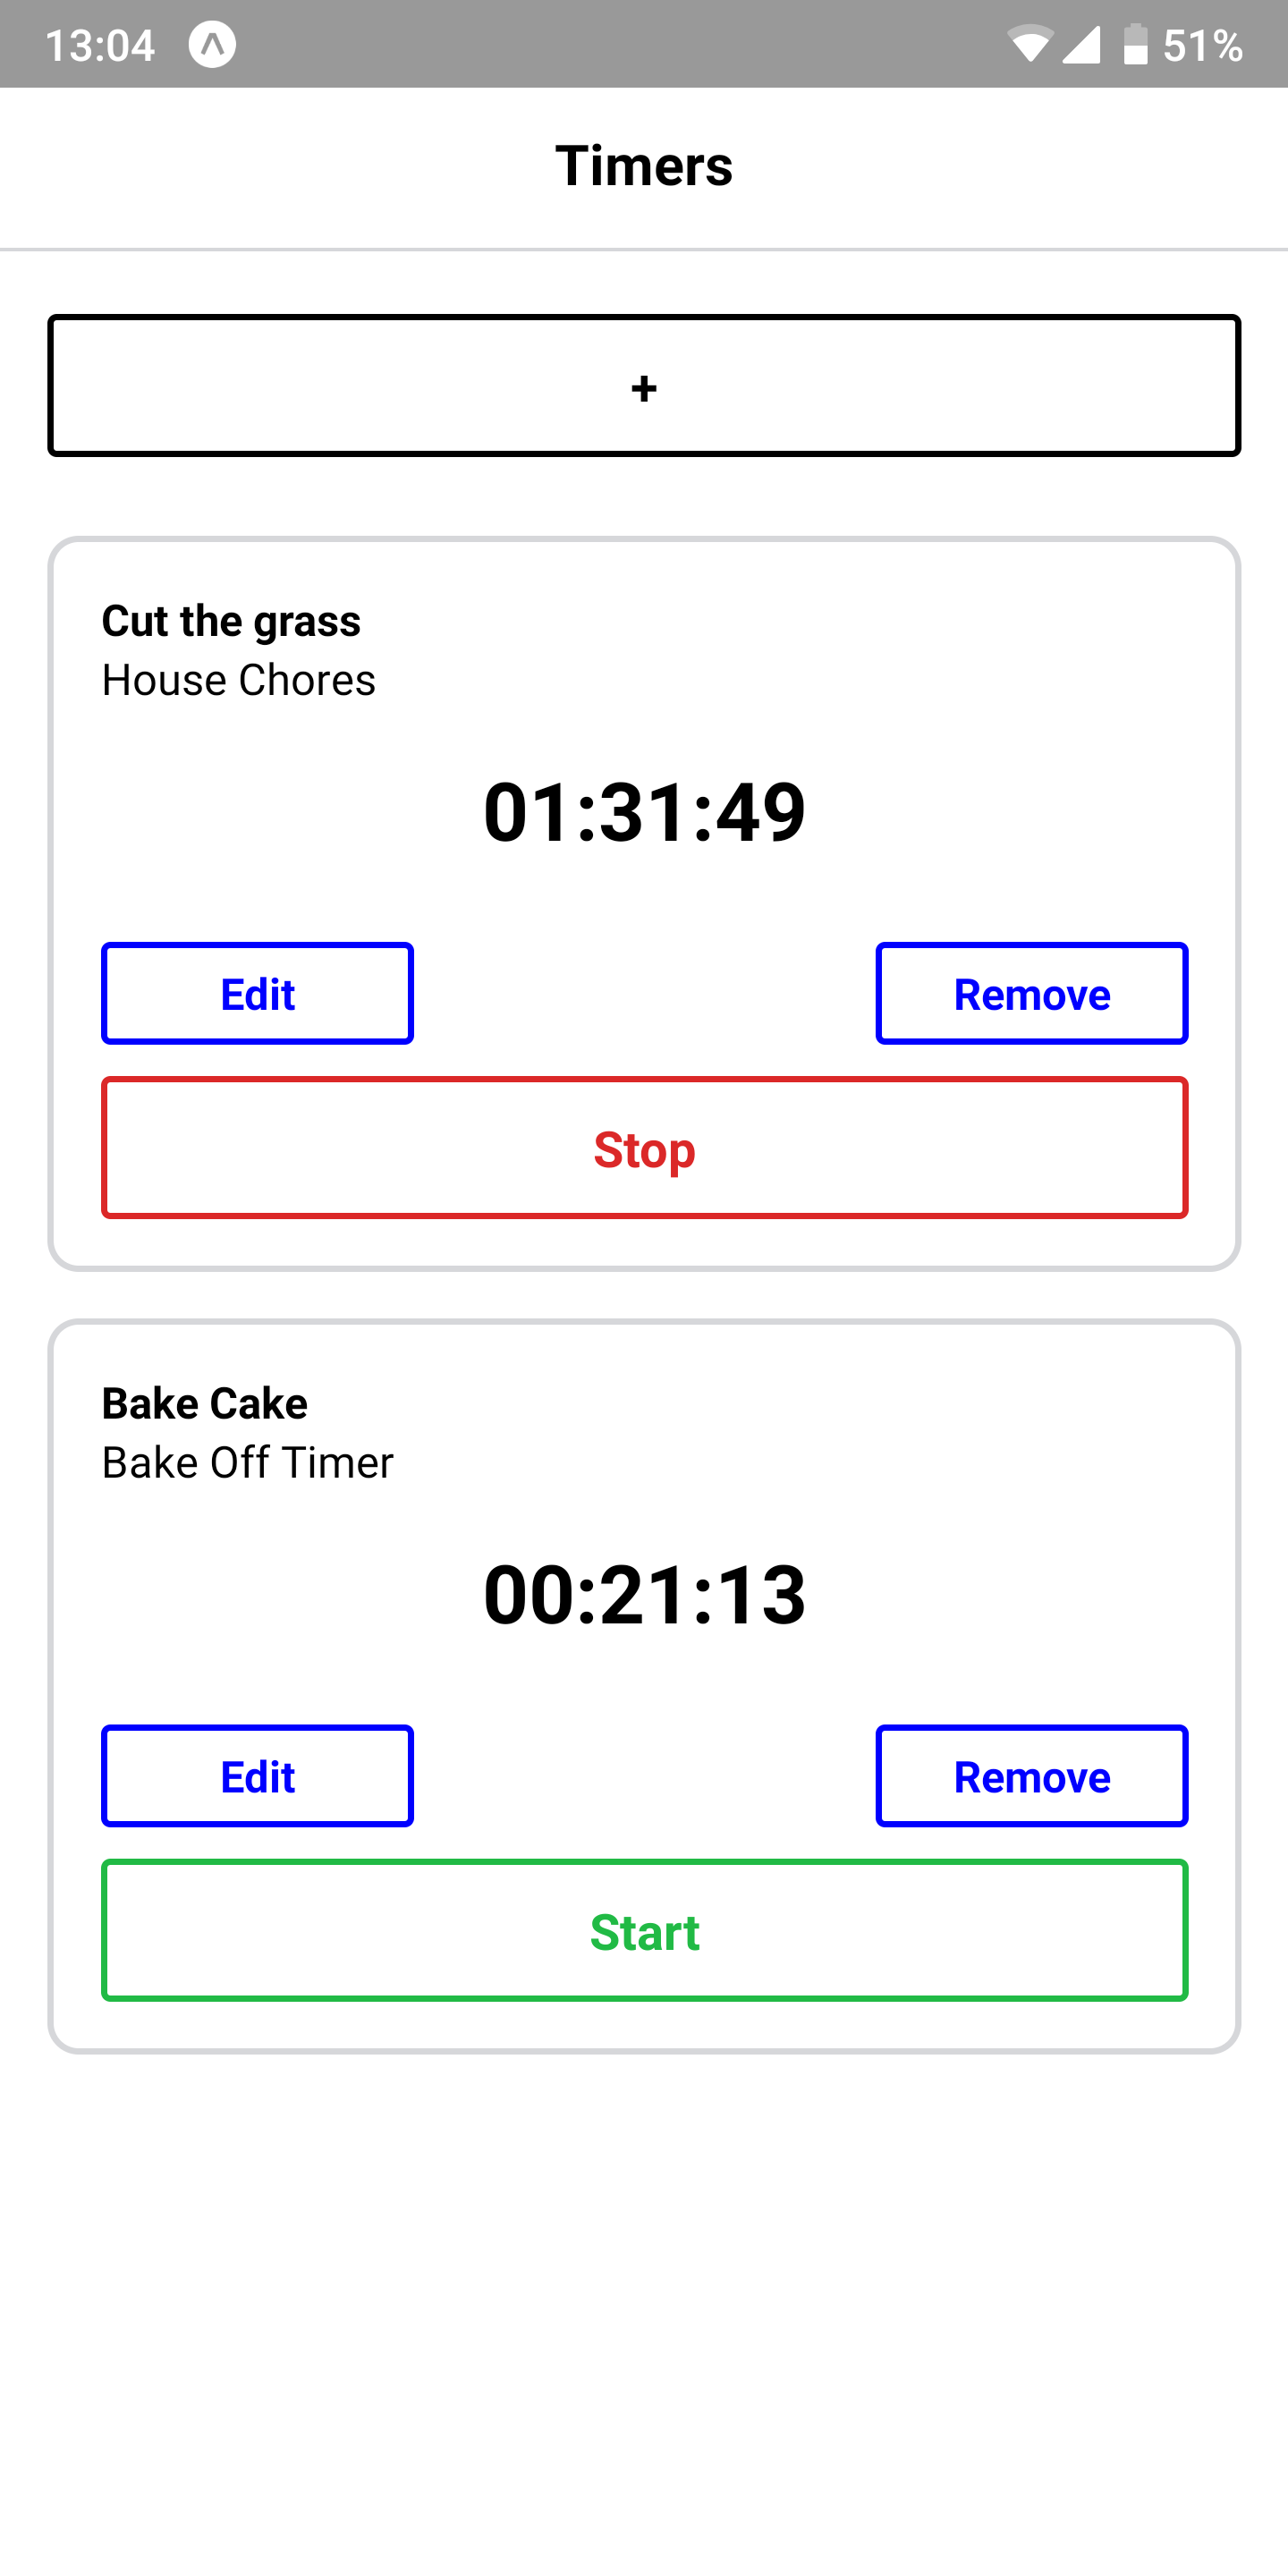 13:04 51%
Timers
+
Cut the grass
House Chores
01:31:49
Edit Remove
Stop
Bake Cake
Bake Off Timer
00:21:13
Edit Remove
Start